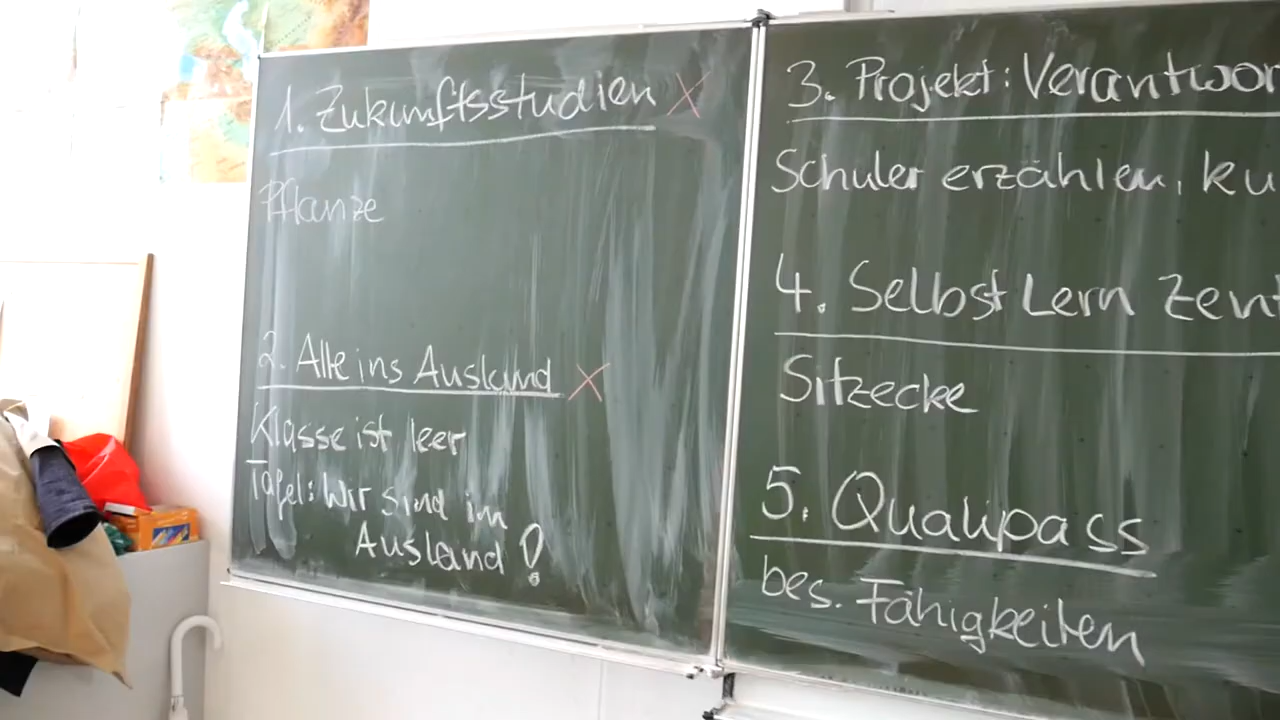 1. Zukunftsstudien X
Pflanze
2. Alle ins Ausland X
Klasse ist leer
Tafel: Wir sind im
Ausland!
3. Projekt: Verantwor
Schüler erzählen, ku
4. Selbst Lern Zent
Sitzecke
5. Qualipass
bes. Fähigkeiten